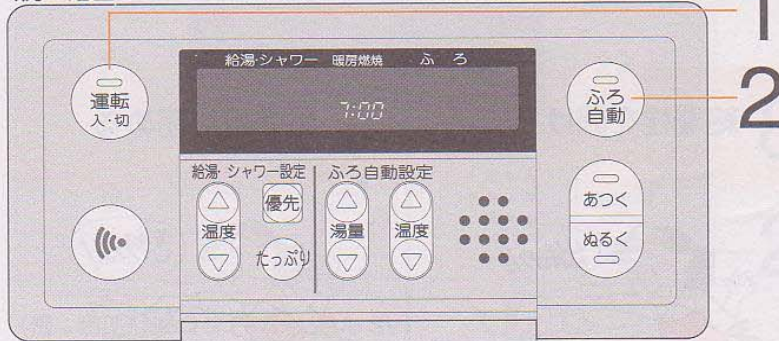 1
給湯・シャワー 暖房燃焼 ふろ
運転
入・切
7:00
ふろ
自動
2
給湯・シャワー設定 ふろ自動設定
優先
温度
たっぷり
湯量
温度
あつく
ぬるく